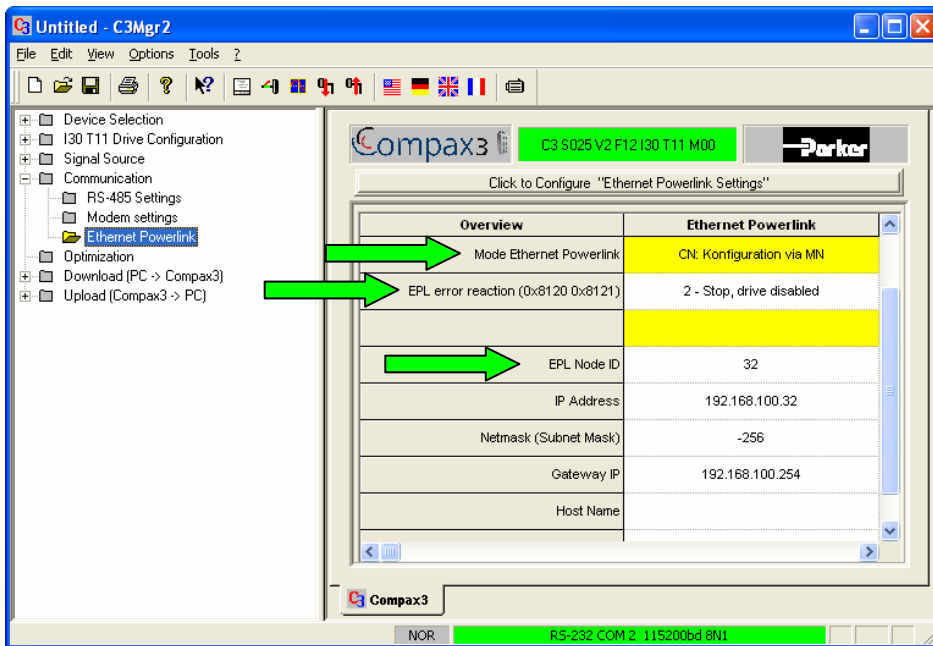 Untitled - C3Mgr2
File Edit View Options Tools ?
Device Selection
I30 T11 Drive Configuration
Signal Source
Communication
RS-485 Settings
Modem settings
Ethernet Powerlink
Optimization
Download (PC -> Compax3)
Upload (Compax3 -> PC)
Compax3
C3 S025 V2 F12 I30 T11 M00
Parker
Click to Configure "Ethernet Powerlink Settings"
Overview Ethernet Powerlink
Mode Ethernet Powerlink CN: Konfiguration via MN
EPL error reaction (0x8120 0x8121) 2 - Stop, drive disabled
EPL Node ID 32
IP Address 192.168.100.32
Netmask (Subnet Mask) -256
Gateway IP 192.168.100.254
Host Name
Compax3
NOR RS-232 COM 2 115200bd 8N1